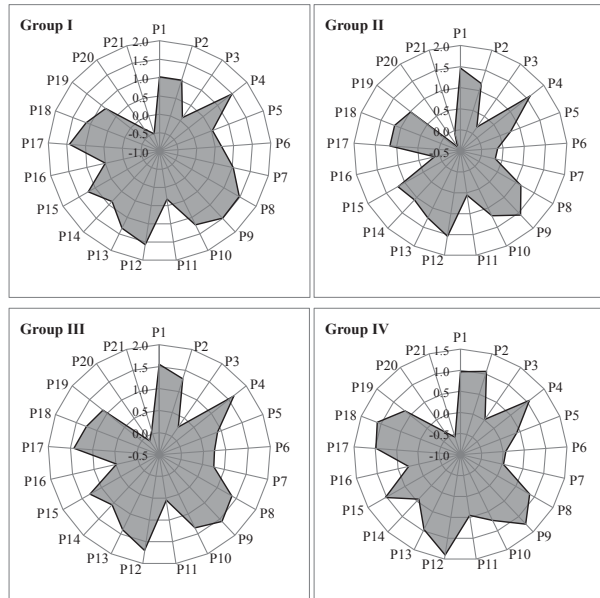 Group I
P1
P2
P3
P4
P5
P6
P7
P8
P9
P10
P11
P12
P13
P14
P15
P16
P17
P18
P19
P20
P21
2.0
1.5
1.0
0.5
0.0
-0.5
-1.0
Group II
P1
P2
P3
P4
P5
P6
P7
P8
P9
P10
P11
P12
P13
P14
P15
P16
P17
P18
P19
P20
P21
2.0
1.5
1.0
0.5
0.0
-0.5
Group III
P1
P2
P3
P4
P5
P6
P7
P8
P9
P10
P11
P12
P13
P14
P15
P16
P17
P18
P19
P20
P21
2.0
1.5
1.0
0.5
0.0
-0.5
Group IV
P1
P2
P3
P4
P5
P6
P7
P8
P9
P10
P11
P12
P13
P14
P15
P16
P17
P18
P19
P20
P21
1.5
1.0
0.5
0.0
-0.5
-1.0